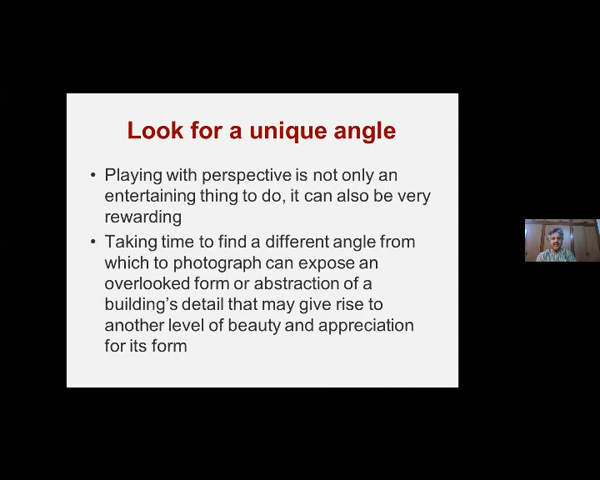 Look for a unique angle
• Playing with perspective is not only an
entertaining thing to do, it can also be very
rewarding
• Taking time to find a different angle from
which to photograph can expose an
overlooked form or abstraction of a
building's detail that may give rise to
another level of beauty and appreciation
for its form